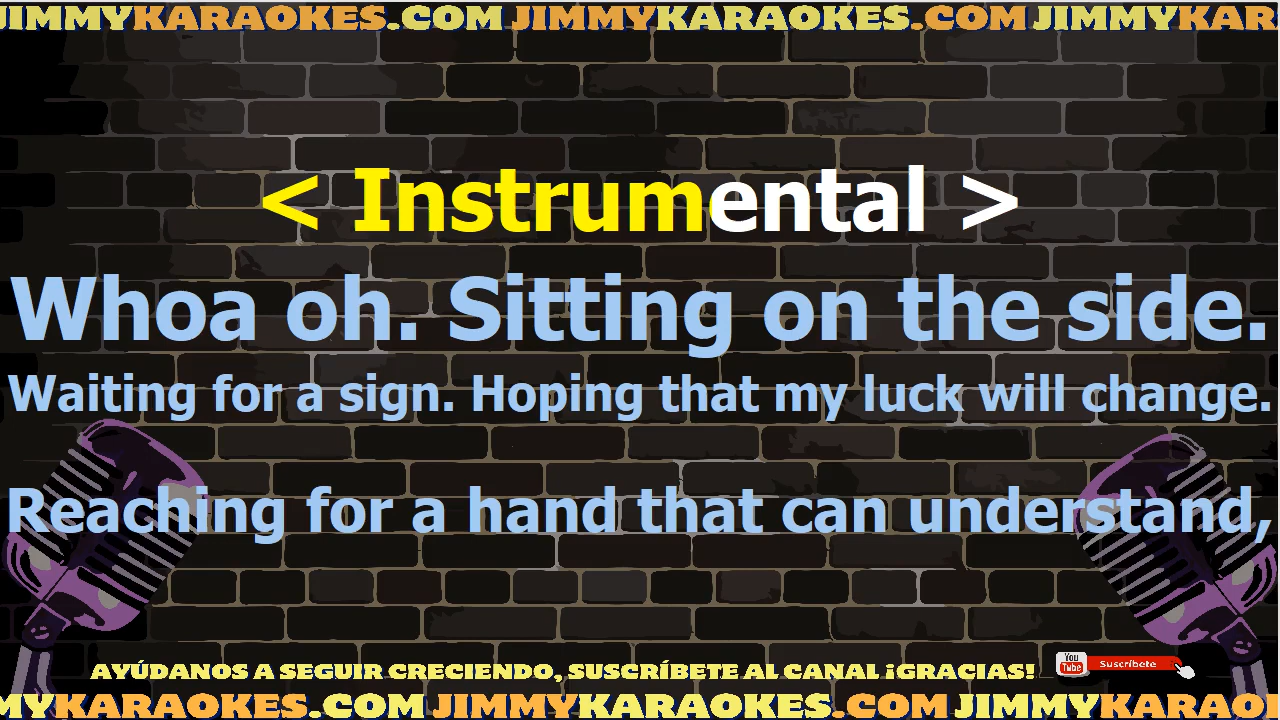 JIMMYKARAOKES.COM JIMMYKARAOKES.COM JIMMYKAR
< Instrumental >
Whoa oh. Sitting on the side.
Waiting for a sign. Hoping that my luck will change.
Reaching for a hand that can understand,
AYÚDANOS A SEGUIR CRECIENDO, SUSCRÍBETE AL CANAL ¡GRACIAS!
You Tube Suscríbete
MYKARAOKES.COM JIMMYKARAOKES.COM JIMMYKARAO